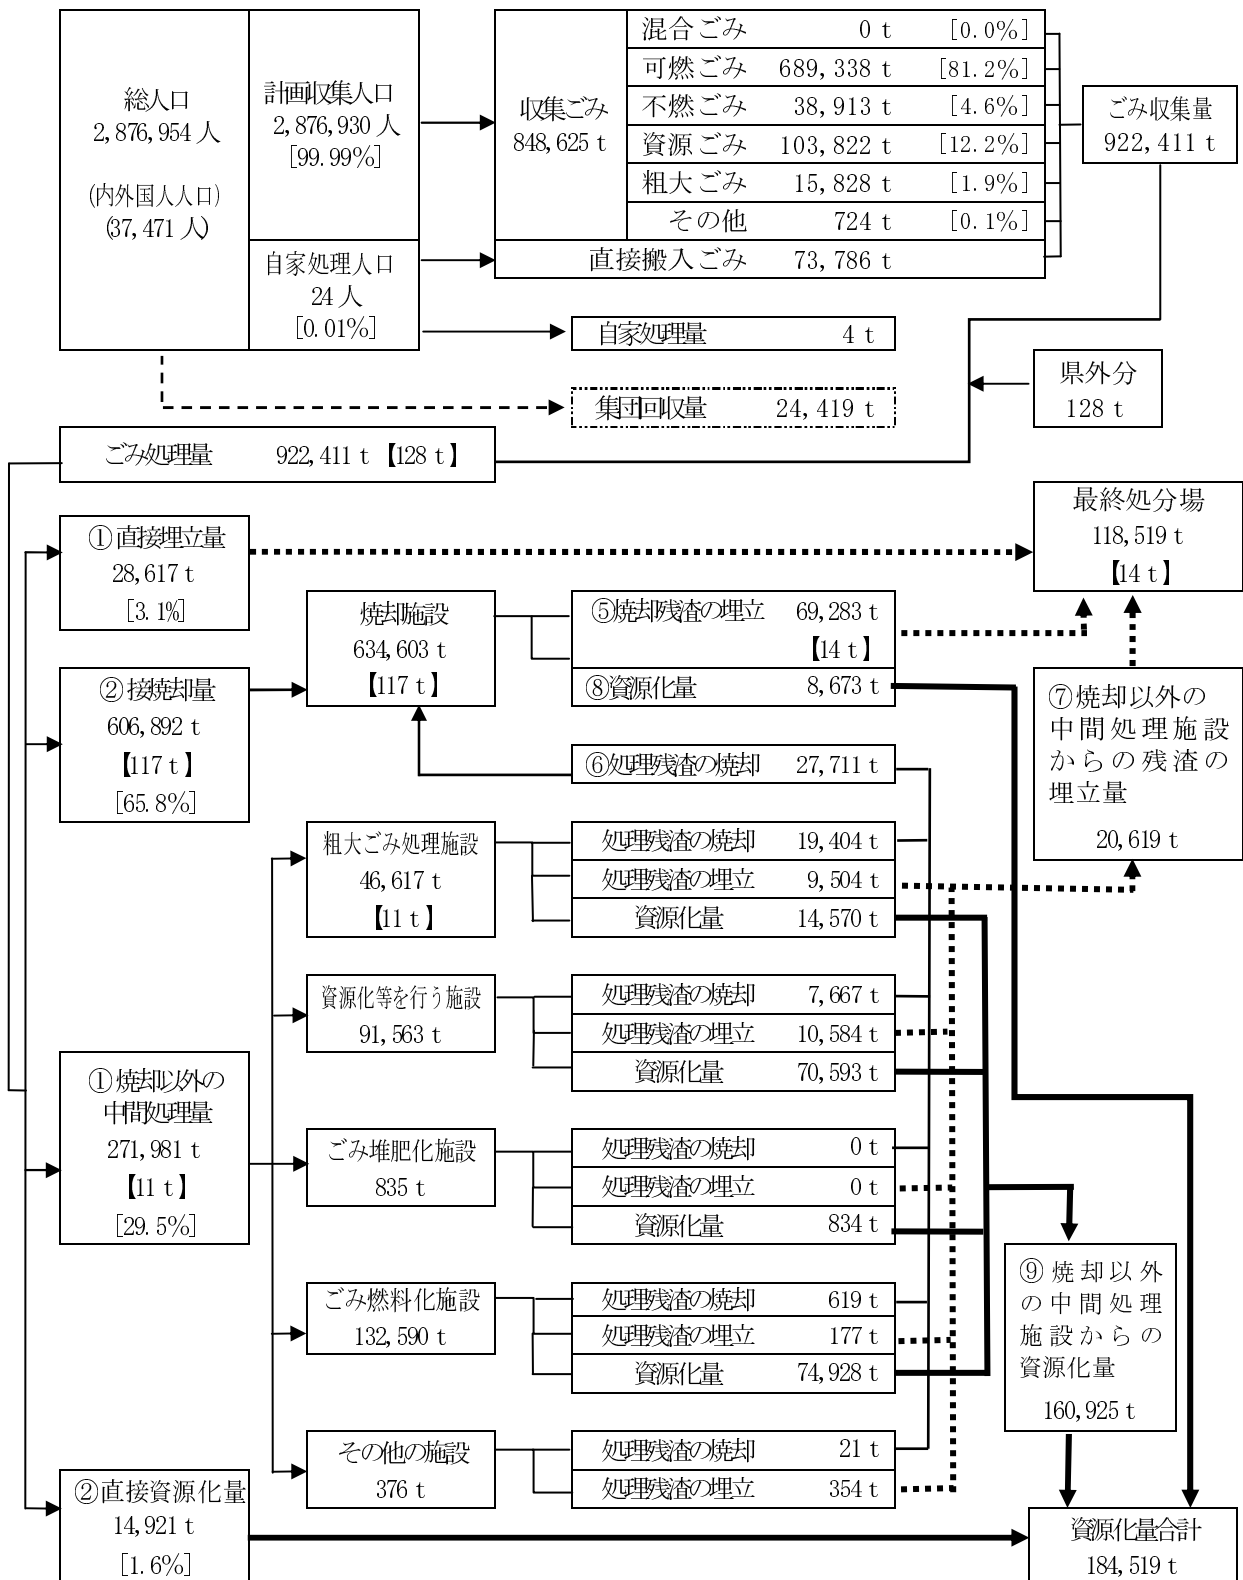 総人口
2,876,954 人
(内外国人人口)
(37,471 人)
計画収集人口
2,876,930 人
[99.99%]
自家処理人口
24 人
[0.01%]
収集ごみ
848,625 t
混合ごみ 0 t [0.0%]
可燃ごみ 689,338 t [81.2%]
不燃ごみ 38,913 t [4.6%]
資源ごみ 103,822 t [12.2%]
粗大ごみ 15,828 t [1.9%]
その他 724 t [0.1%]
直接搬入ごみ 73,786 t
ごみ収集量
922,411 t
自家処理量 4 t
集団回収量 24,419 t
県外分
128 t
ごみ処理量 922,411 t 【128 t】
①直接埋立量
28,617 t
[3.1%]
最終処分場
118,519 t
【14 t】
②接焼却量
606,892 t
【117 t】
[65.8%]
焼却施設
634,603 t
【117 t】
⑤焼却残渣の埋立 69,283 t
【14 t】
⑧資源化量 8,673 t
⑥処理残渣の焼却 27,711 t
⑦焼却以外の
中間処理施設
からの残渣の
埋立量
20,619 t
粗大ごみ処理施設
46,617 t
【11 t】
処理残渣の焼却 19,404 t
処理残渣の埋立 9,504 t
資源化量 14,570 t
資源化等を行う施設
91,563 t
処理残渣の焼却 7,667 t
処理残渣の埋立 10,584 t
資源化量 70,593 t
①焼却以外の
中間処理量
271,981 t
【11 t】
[29.5%]
ごみ堆肥化施設
835 t
処理残渣の焼却 0 t
処理残渣の埋立 0 t
資源化量 834 t
ごみ燃料化施設
132,590 t
処理残渣の焼却 619 t
処理残渣の埋立 177 t
資源化量 74,928 t
⑨焼却以外
の中間処理
施設からの
資源化量
160,925 t
その他の施設
376 t
処理残渣の焼却 21 t
処理残渣の埋立 354 t
②直接資源化量
14,921 t
[1.6%]
資源化量合計
184,519 t